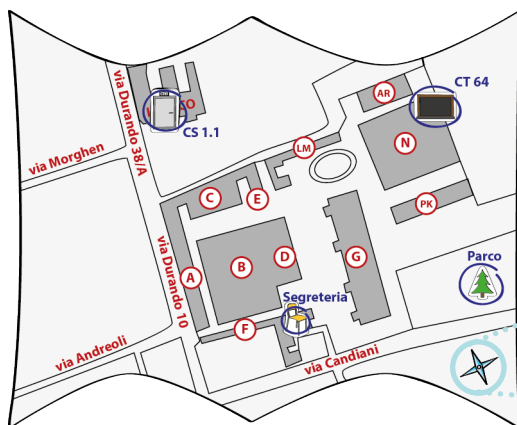 CT 64
AR
CO
CS 1.1
via Durando 38/A
N
LM
via Morghen
C
E
PK
B
D
G
Parco
A
Segreteria
via Durando 10
F
via Candiani
via Andreoli